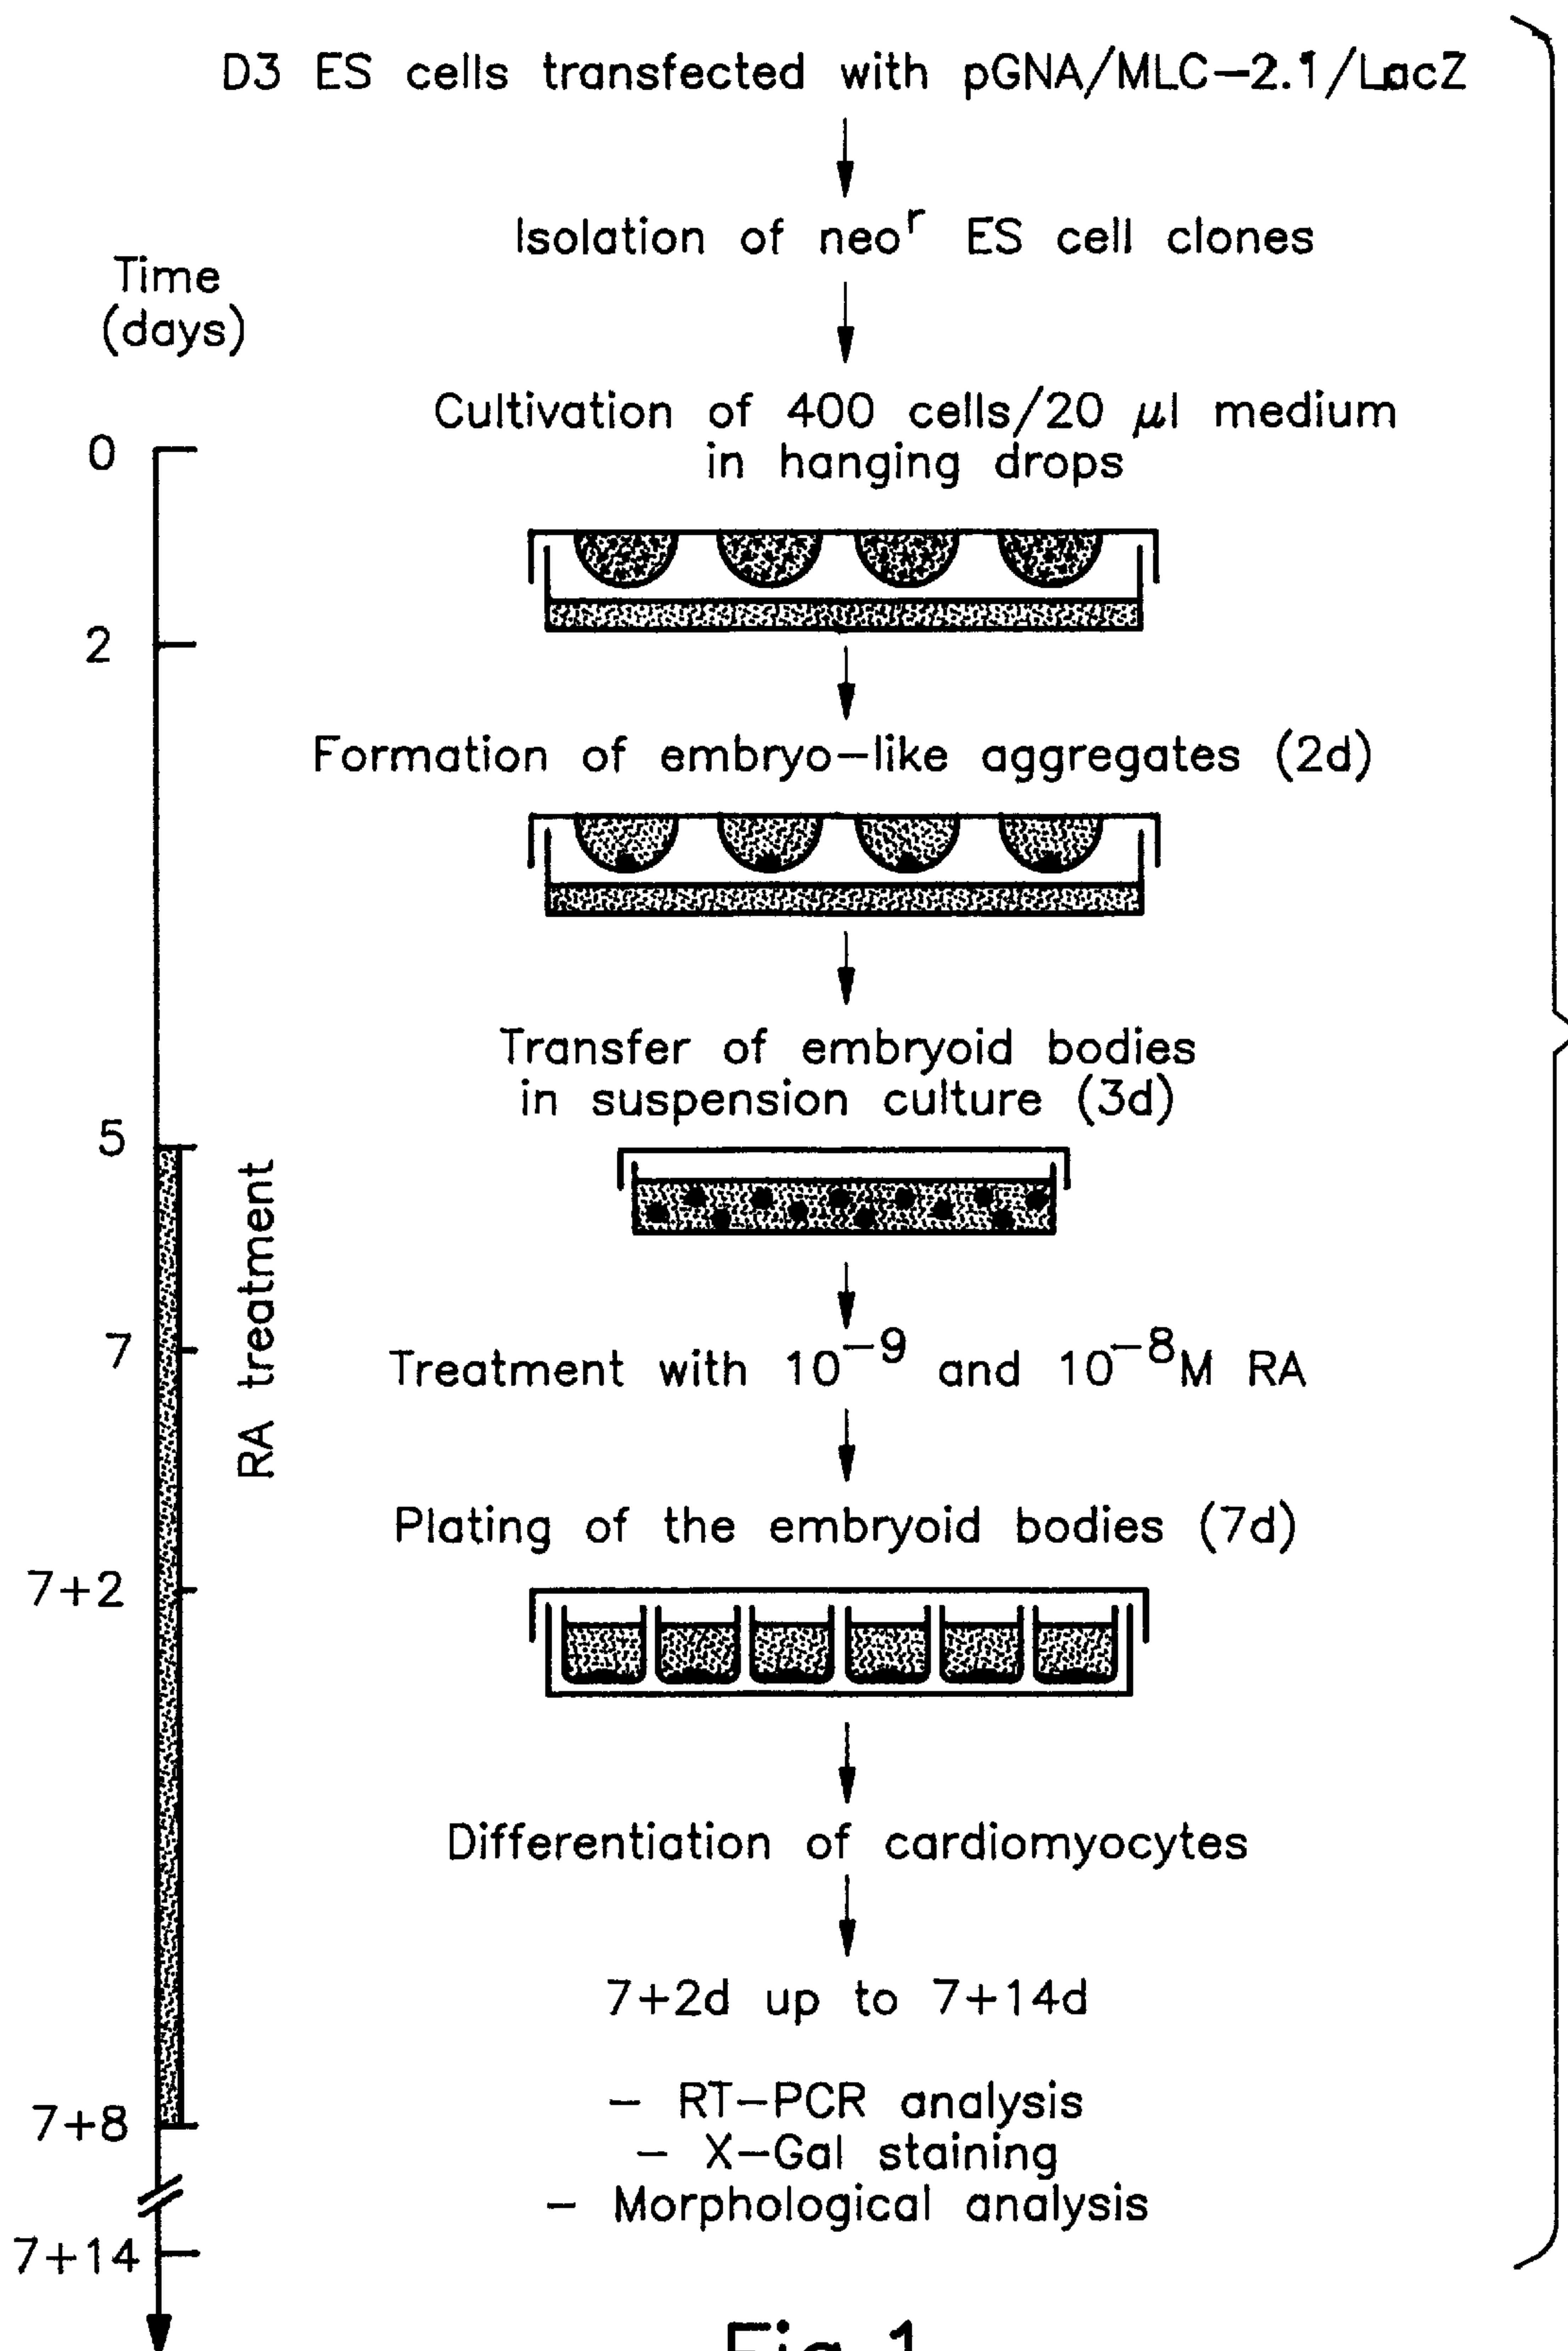 D3 ES cells transfected with pGNA/MLC-2.1/LacZ
Isolation of neoʳ ES cell clones
Time
(days)
Cultivation of 400 cells/20 μl medium
in hanging drops
0
2
Formation of embryo-like aggregates (2d)
Transfer of embryoid bodies
in suspension culture (3d)
5
RA treatment
7
Treatment with 10⁻⁹ and 10⁻⁸M RA
Plating of the embryoid bodies (7d)
7+2
Differentiation of cardiomyocytes
7+2d up to 7+14d
- RT-PCR analysis
7+8
- X-Gal staining
- Morphological analysis
7+14
Fig. 1